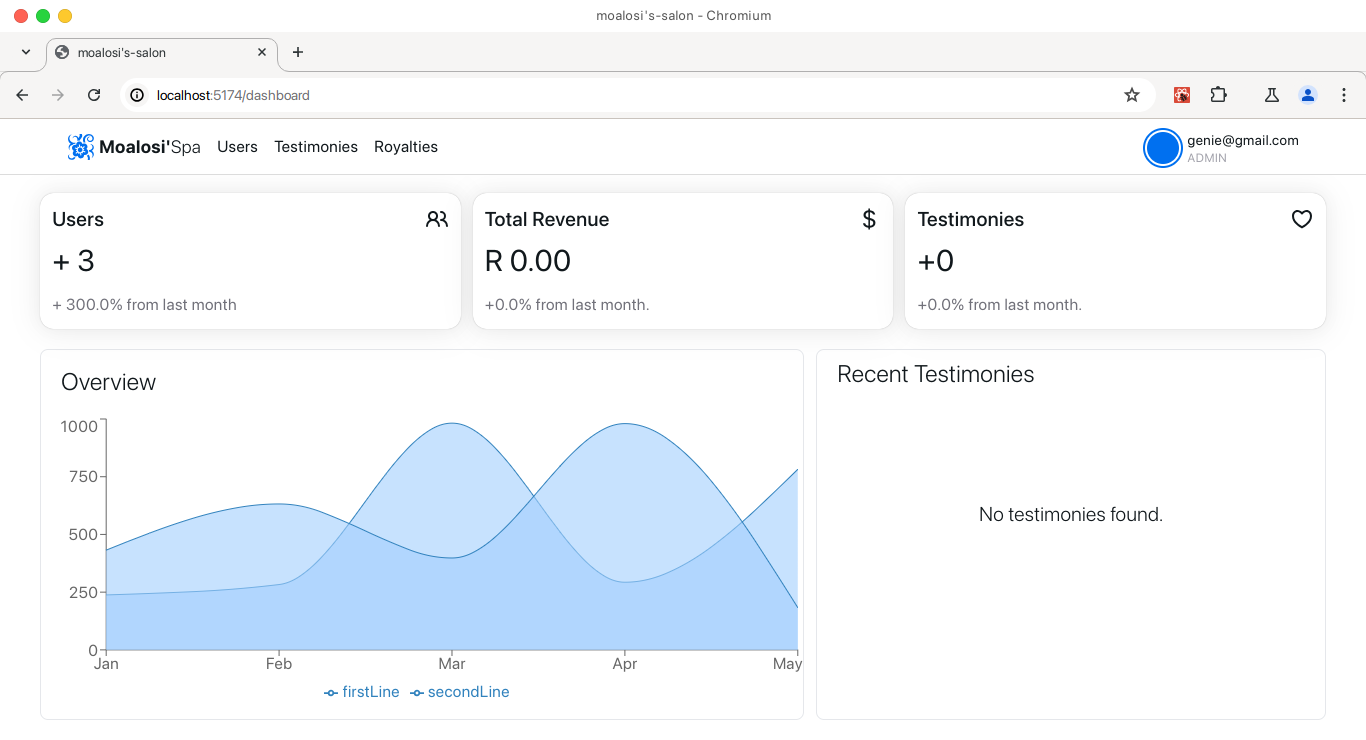 moalosi's-salon - Chromium
moalosi's-salon
localhost:5174/dashboard
Moalosi'Spa Users Testimonies Royalties
genie@gmail.com
ADMIN
Users
+ 3
+ 300.0% from last month
Total Revenue $
R 0.00
+0.0% from last month.
Testimonies
+0
+0.0% from last month.
Overview
1000
750
500
250
0
Jan Feb Mar Apr May
firstLine secondLine
Recent Testimonies
No testimonies found.